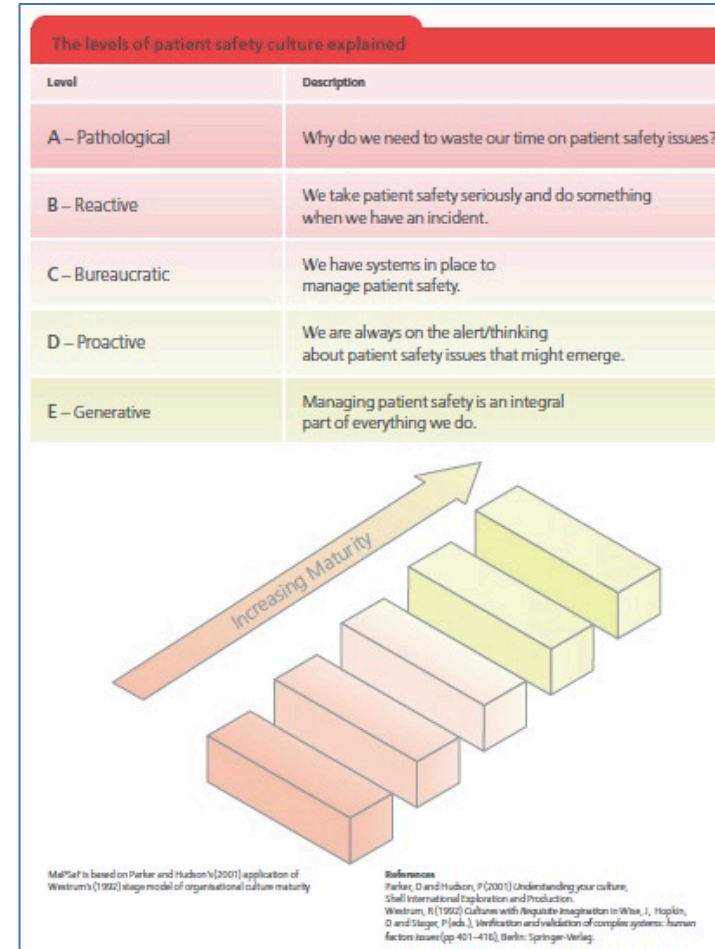 The levels of patient safety culture explained
Level Description
A – Pathological Why do we need to waste our time on patient safety issues?
B – Reactive We take patient safety seriously and do something
when we have an incident.
C – Bureaucratic We have systems in place to
manage patient safety.
D – Proactive We are always on the alert/thinking
about patient safety issues that might emerge.
E – Generative Managing patient safety is an integral
part of everything we do.
Increasing Maturity
MaPSaF is based on Parker and Hudson's (2001) application of
Westrum's (1992) stage model of organisational culture maturity
References
Parker, D and Hudson, P (2001) Understanding your culture,
Shell International Exploration and Production.
Westrum, R (1992) Cultures with Requisite Imagination in Wise, J, Hopkin,
D and Stager, P (eds.), Verification and validation of complex systems: human
factors issues (pp 401–416), Berlin: Springer-Verlag.